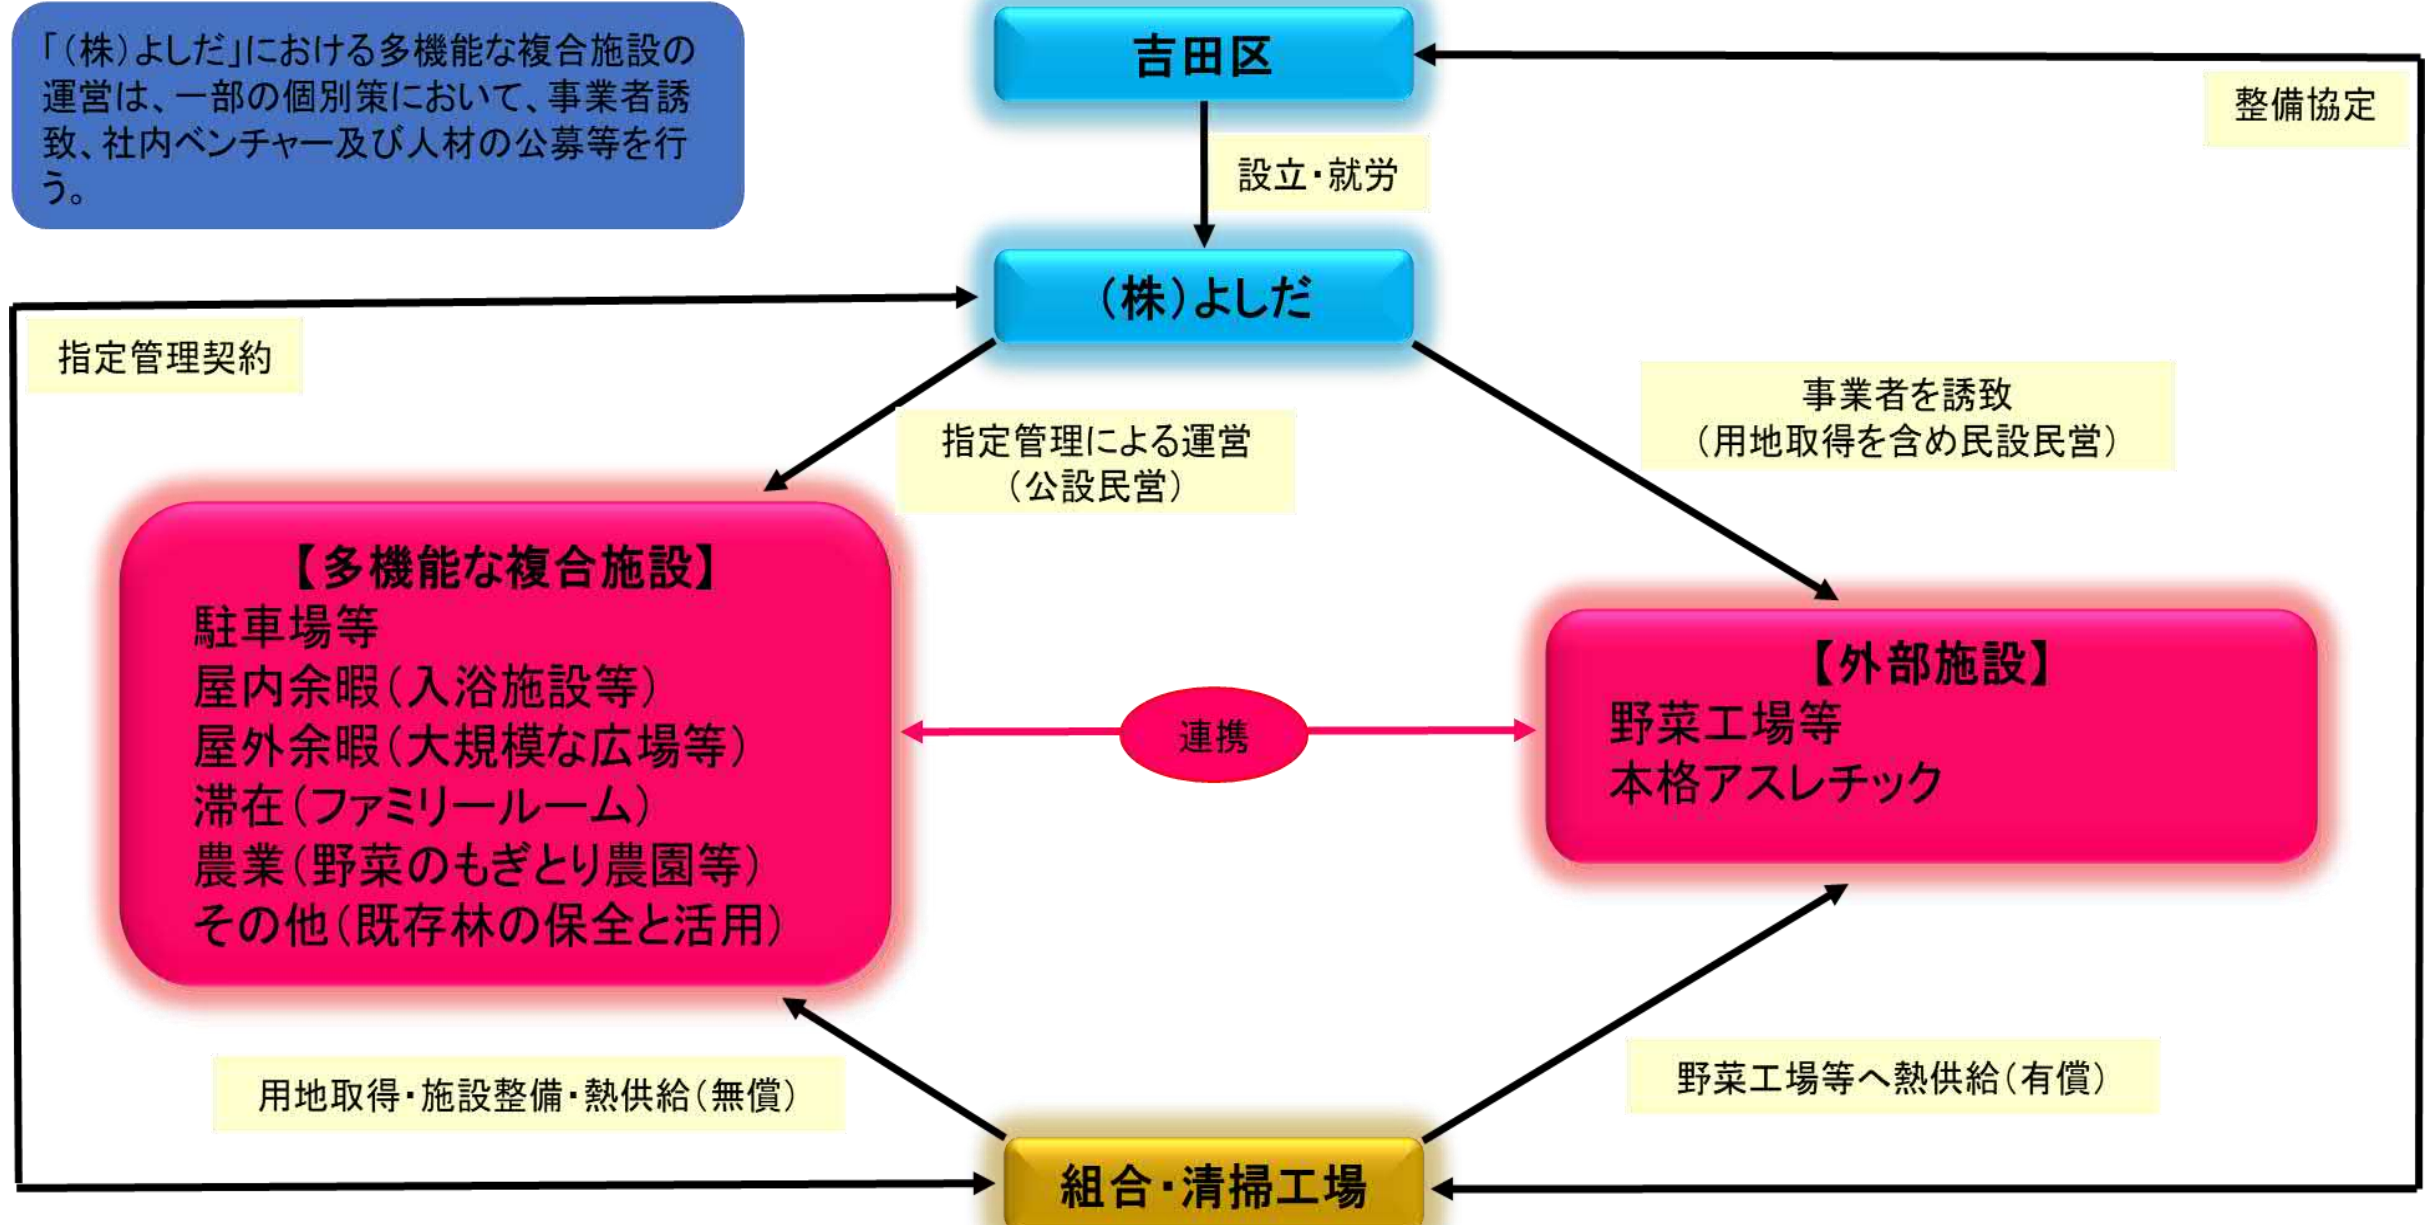 「（株）よしだ」における多機能な複合施設の
運営は、一部の個別策において、事業者誘
致、社内ベンチャー及び人材の公募等を行
う。
吉田区
整備協定
設立・就労
（株）よしだ
指定管理契約
指定管理による運営
（公設民営）
事業者を誘致
（用地取得を含め民設民営）
【多機能な複合施設】
駐車場等
屋内余暇（入浴施設等）
屋外余暇（大規模な広場等）
滞在（ファミリールーム）
農業（野菜のもぎとり農園等）
その他（既存林の保全と活用）
連携
【外部施設】
野菜工場等
本格アスレチック
用地取得・施設整備・熱供給（無償）
野菜工場等へ熱供給（有償）
組合・清掃工場